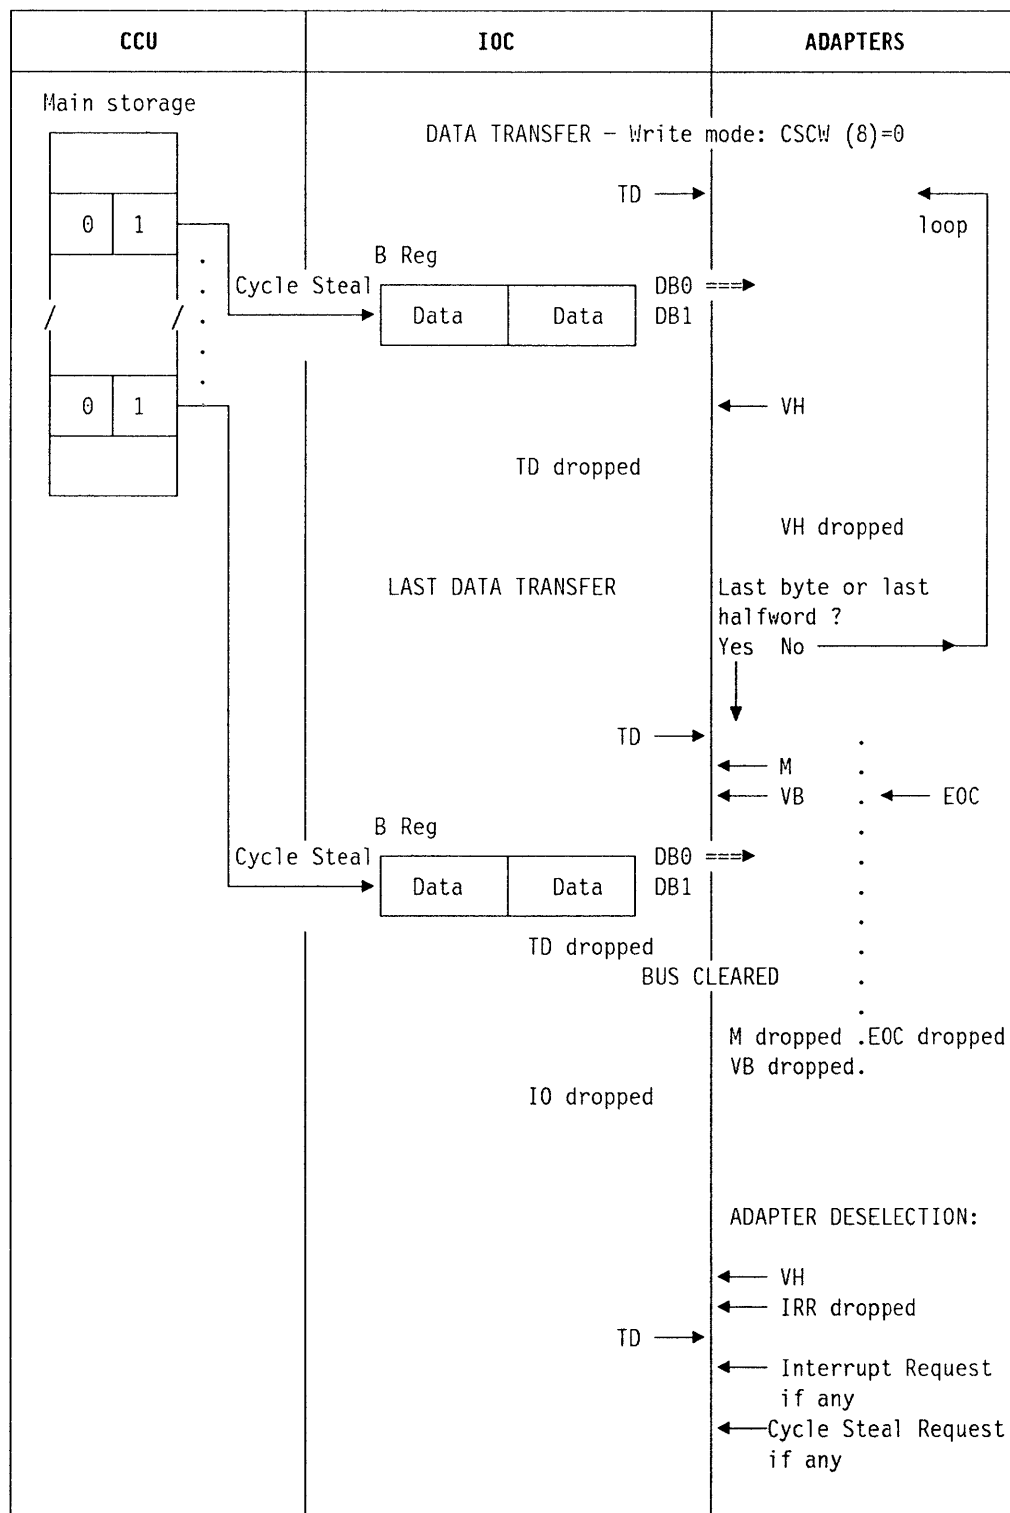 CCU IOC ADAPTERS
Main storage
DATA TRANSFER - Write mode: CSCW (8)=0
TD
0 1
loop
B Reg
Cycle Steal
DB0 ===
Data Data
DB1
0 1
VH
TD dropped
VH dropped
LAST DATA TRANSFER
Last byte or last
halfword ?
Yes No
TD
M
VB
EOC
B Reg
Cycle Steal
DB0 ===
Data Data
DB1
TD dropped
BUS CLEARED
M dropped .EOC dropped
VB dropped.
IO dropped
ADAPTER DESELECTION:
VH
IRR dropped
TD
Interrupt Request
if any
Cycle Steal Request
if any